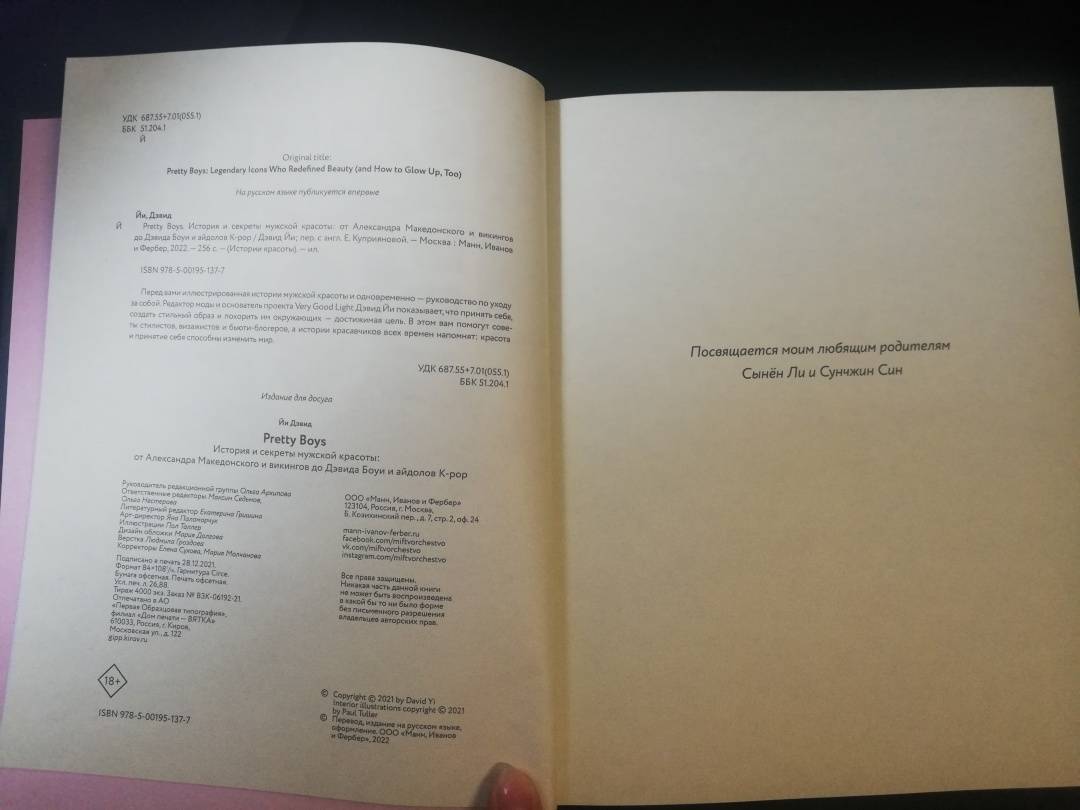 УДК 687.55+7.01(055.1)
ББК 51.204.1
Й
Original title:
Pretty Boys: Legendary Icons Who Redefined Beauty (and How to Glow Up, Too)
На русском языке публикуется впервые
Йи, Дэвид
Й Pretty Boys. История и секреты мужской красоты: от Александра Македонского и викингов
до Дэвида Боуи и айдолов K-pop / Дэвид Йи; пер. с англ. Е. Куприяновой. — Москва : Манн, Иванов
и Фербер, 2022. — 256 с. — (Истории красоты). — ил.
ISBN 978-5-00195-137-7
Перед вами иллюстрированная истории мужской красоты и одновременно — руководство по уходу
за собой. Редактор моды и основатель проекта Very Good Light Дэвид Йи показывает, что принять себя,
создать стильный образ и покорить им окружающих — достижимая цель. В этом вам помогут сове-
ты стилистов, визажистов и бьюти-блогеров, а истории красавчиков всех времен напомнят: красота
и принятие себя способны изменить мир.
УДК 687.55+7.01(055.1)
ББК 51.204.1
Издание для досуга
Йи Дэвид
Pretty Boys
История и секреты мужской красоты:
от Александра Македонского и викингов до Дэвида Боуи и айдолов K-pop
Руководитель редакционной группы Ольга Архипова
Ответственные редакторы Максим Седьмов,
Ольга Нестерова
Литературный редактор Екатерина Гришина
Арт-директор Яна Паламарчук
Иллюстрации Пол Таллер
Дизайн обложки Мария Долгова
Верстка Людмила Гроздова
Корректоры Елена Сухова, Мария Молчанова
Подписано в печать 28.12.2021.
Формат 84×108 1/16. Гарнитура Circe.
Бумага офсетная. Печать офсетная.
Усл. печ. л. 26,88.
Тираж 4000 экз. Заказ № ВЗК-06192-21.
Отпечатано в АО
«Первая Образцовая типография»,
филиал «Дом печати — ВЯТКА»
610033, Россия, г. Киров,
Московская ул., д. 122
gipp.kirov.ru
ООО «Манн, Иванов и Фербер»
123104, Россия, г. Москва,
Б. Козихинский пер., д. 7, стр. 2, оф. 24
mann-ivanov-ferber.ru
facebook.com/miftvorchestvo
vk.com/miftvorchestvo
instagram.com/miftvorchestvo
Все права защищены.
Никакая часть данной книги
не может быть воспроизведена
в какой бы то ни было форме
без письменного разрешения
владельцев авторских прав.
18+
ISBN 978-5-00195-137-7
© Copyright © 2021 by David Yi
Interior illustrations copyright © 2021
by Paul Tuller
© Перевод, издание на русском языке,
оформление. ООО «Манн, Иванов
и Фербер», 2022
Посвящается моим любящим родителям
Сынён Ли и Сунчжин Син